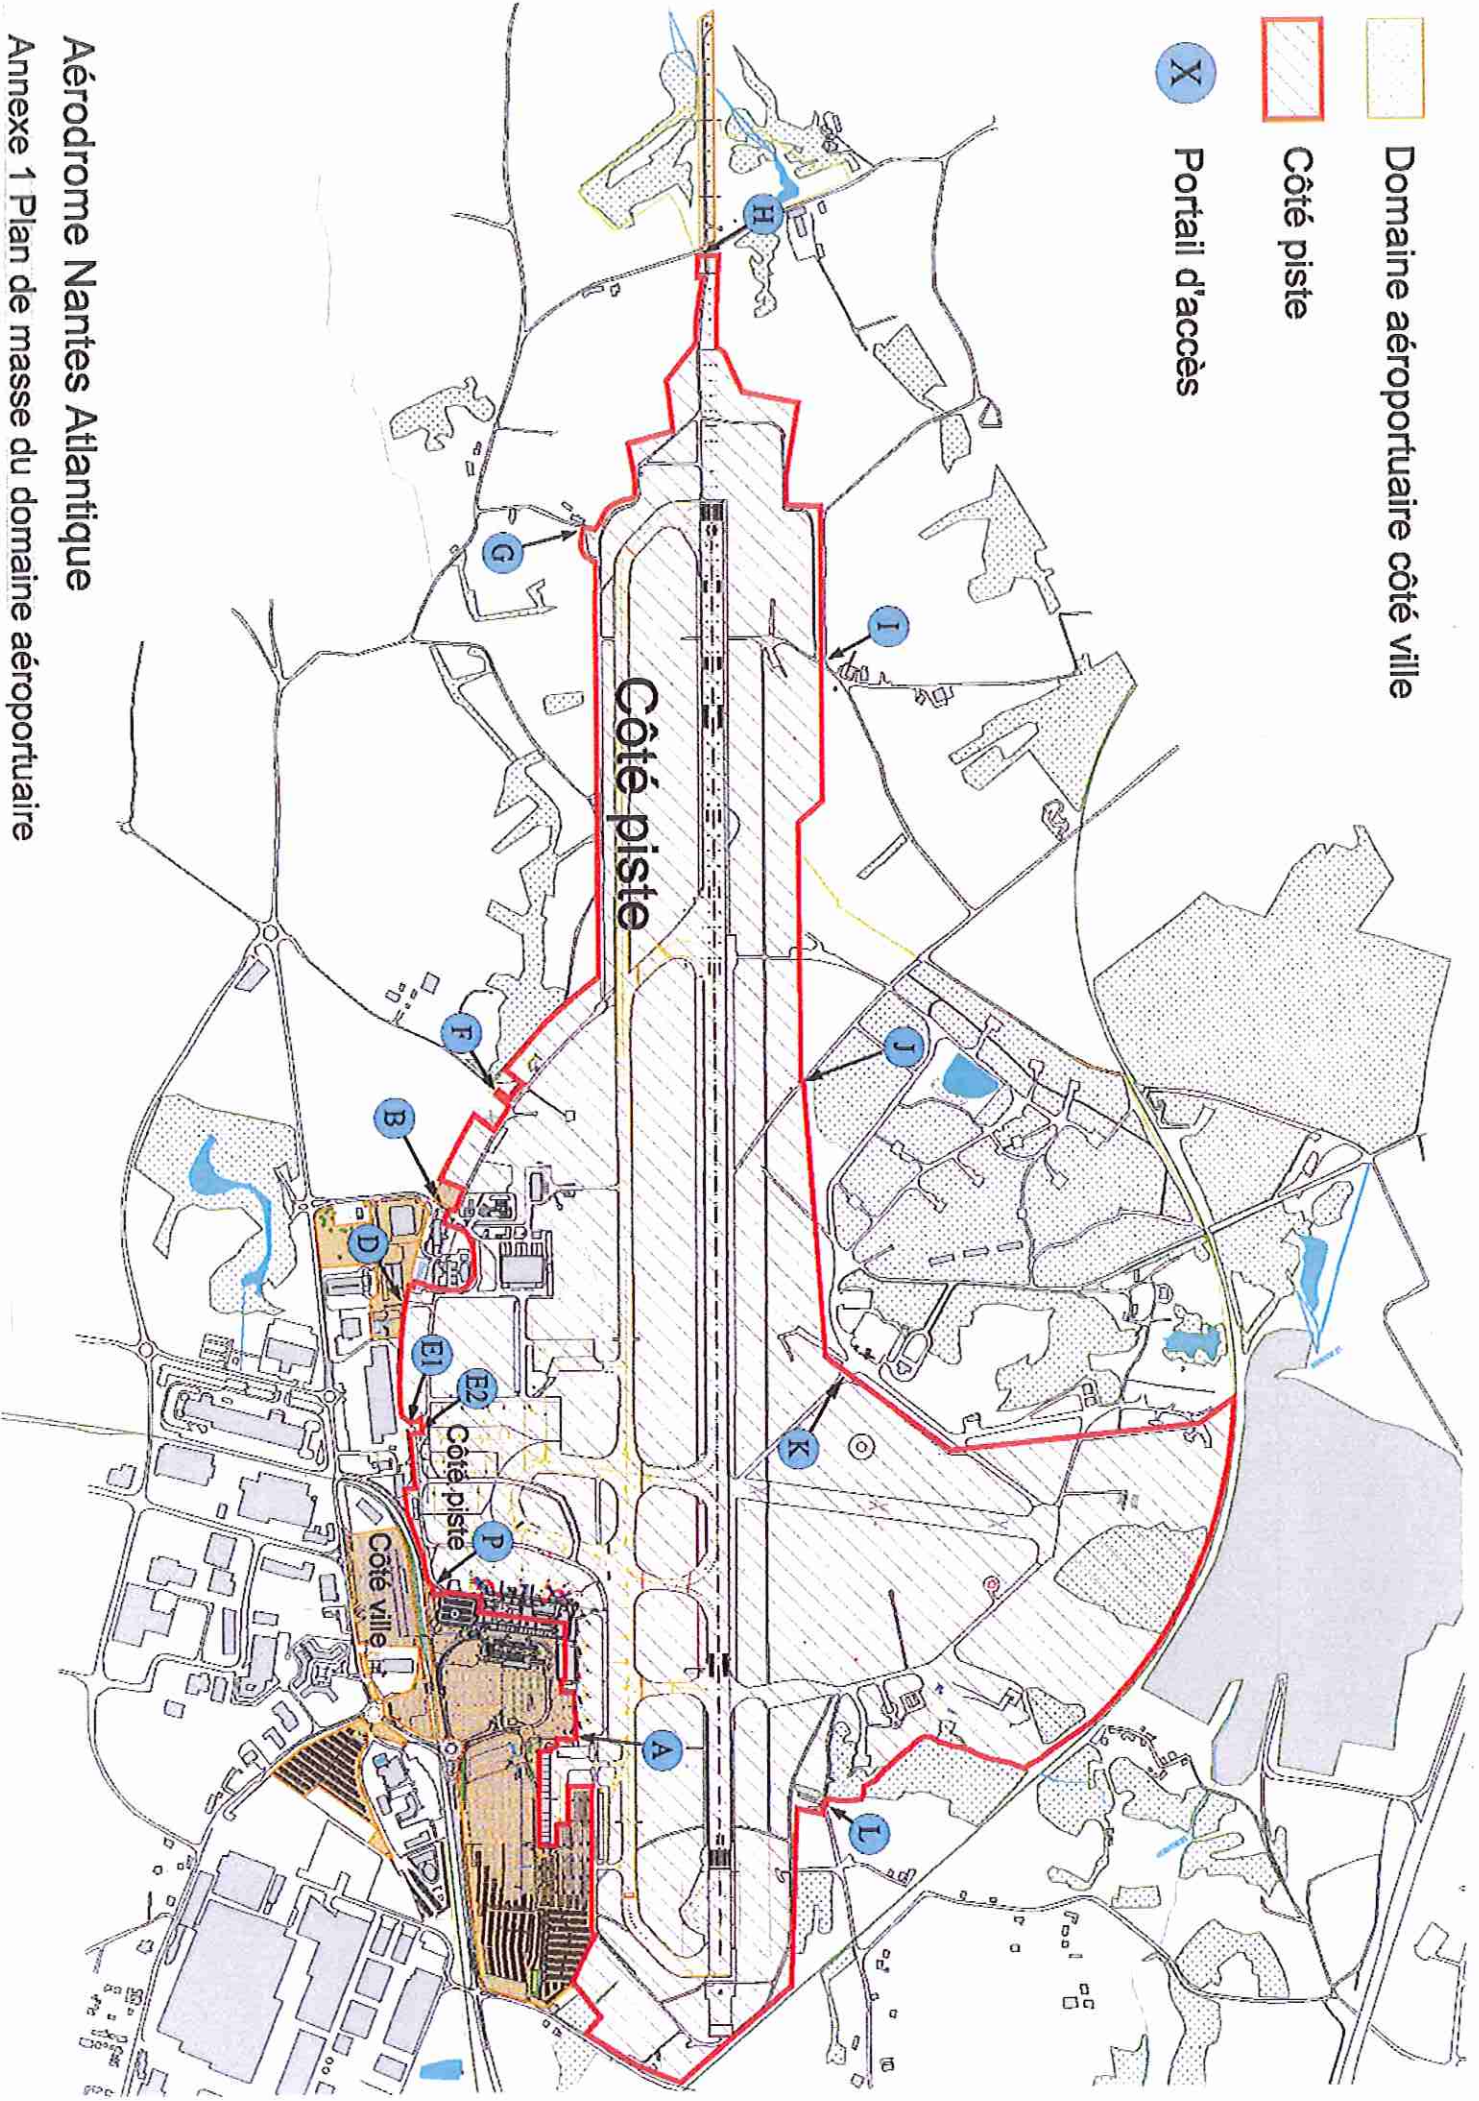 Domaine aéroportuaire côté ville
Côté piste
X Portail d'accès
H
I
G
Côté piste
J
F
B
D
E1
E2
K
Côté piste
P
Côté ville
A
L
Aérodrome Nantes Atlantique
Annexe 1 Plan de masse du domaine aéroportuaire